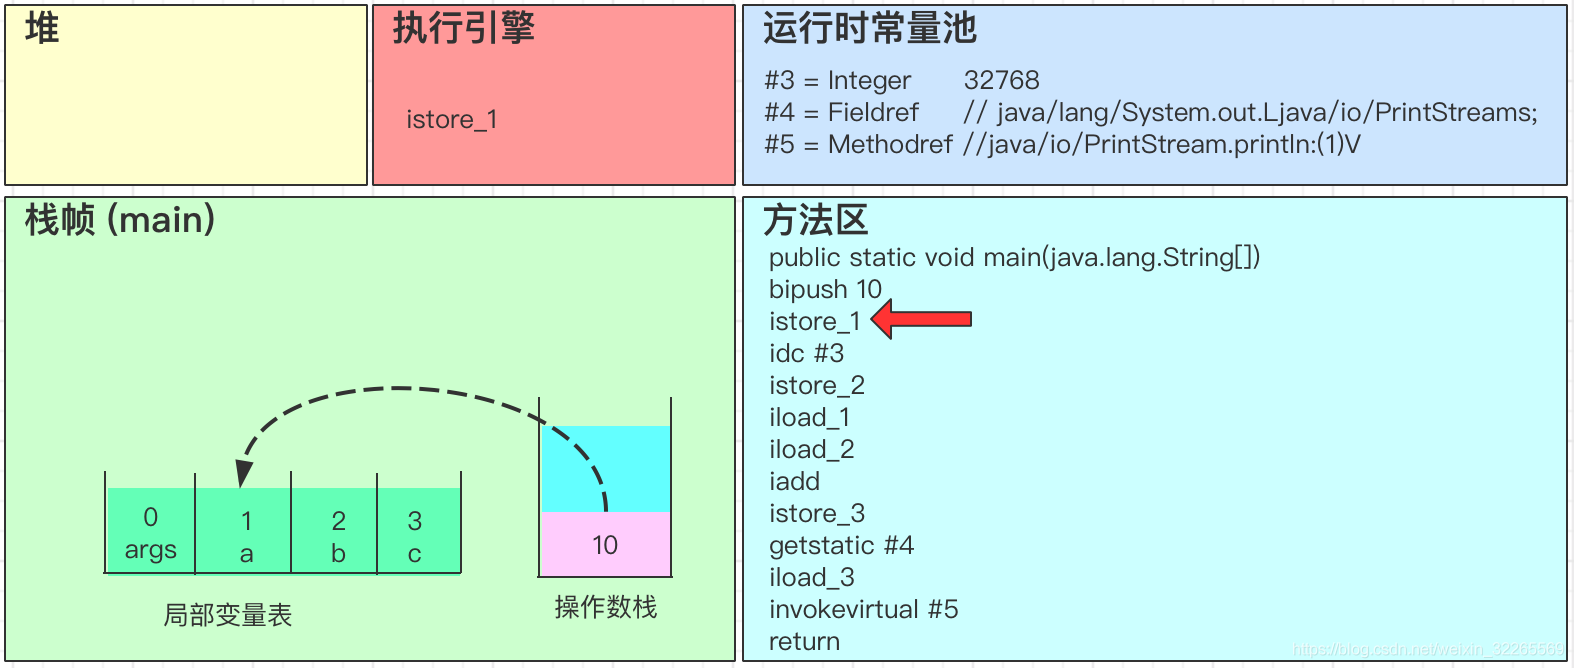 堆
执行引擎
istore_1
运行时常量池
#3 = Integer 32768
#4 = Fieldref // java/lang/System.out.Ljava/io/PrintStreams;
#5 = Methodref //java/io/PrintStream.println:(1)V
栈帧 (main)
0 1 2 3
args a b c
局部变量表
10
操作数栈
方法区
public static void main(java.lang.String[])
bipush 10
istore_1
idc #3
istore_2
iload_1
iload_2
iadd
istore_3
getstatic #4
iload_3
invokevirtual #5
return
https://blog.csdn.net/weixin_32265569